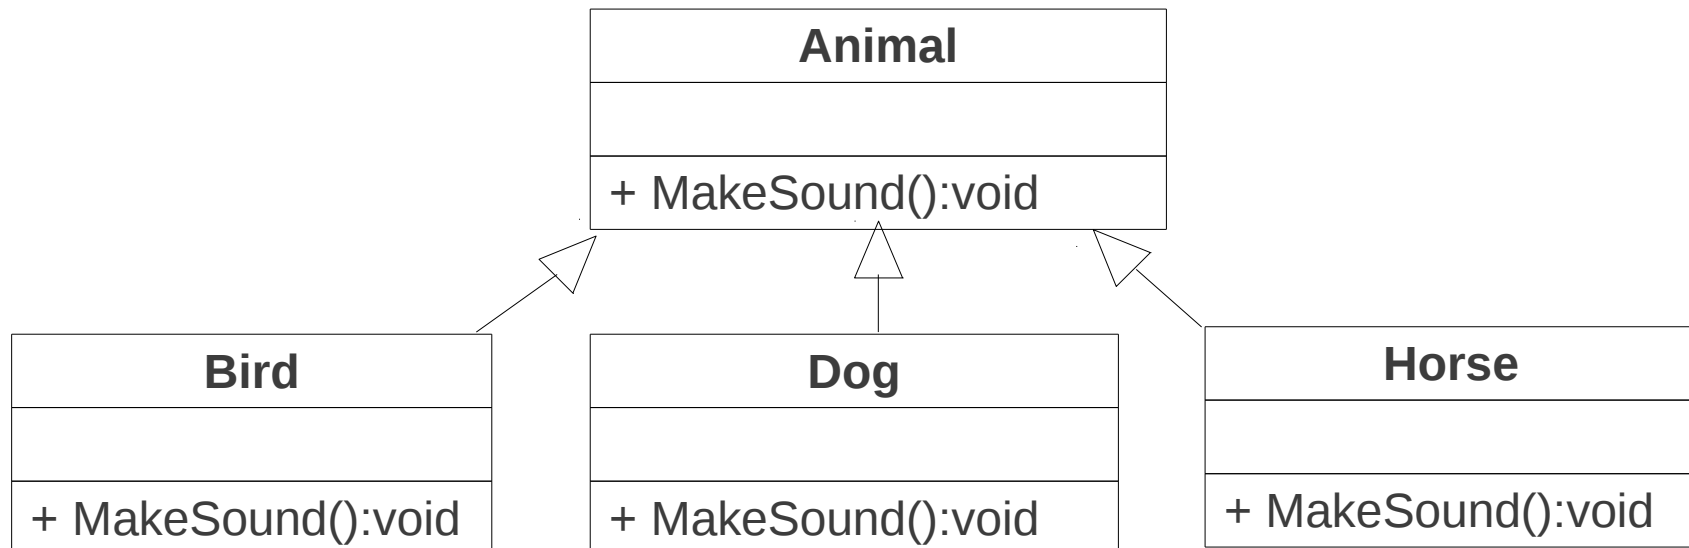 Animal
+ MakeSound():void
Bird
+ MakeSound():void
Dog
+ MakeSound():void
Horse
+ MakeSound():void